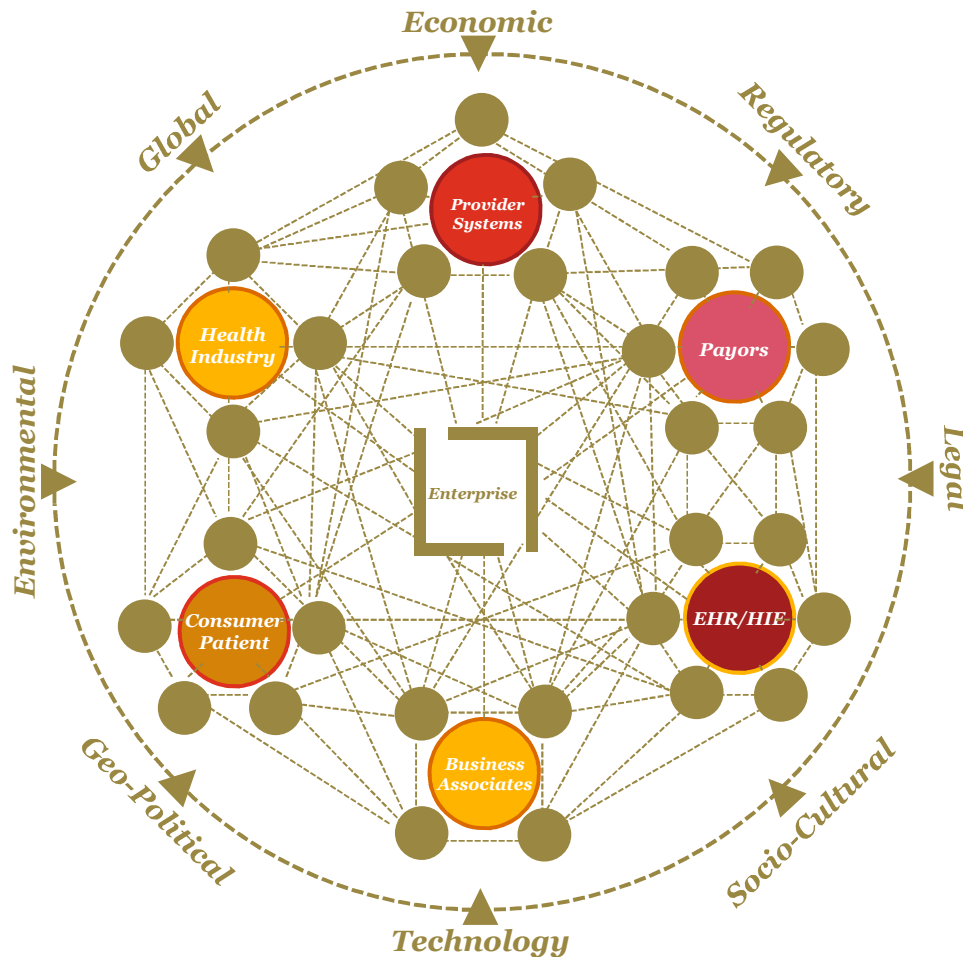 Economic
Global
Regulatory
Provider
Systems
Health
Industry
Payors
Environmental
Legal
Enterprise
Consumer
Patient
EHR/HIE
Business
Associates
Geo-Political
Socio-Cultural
Technology